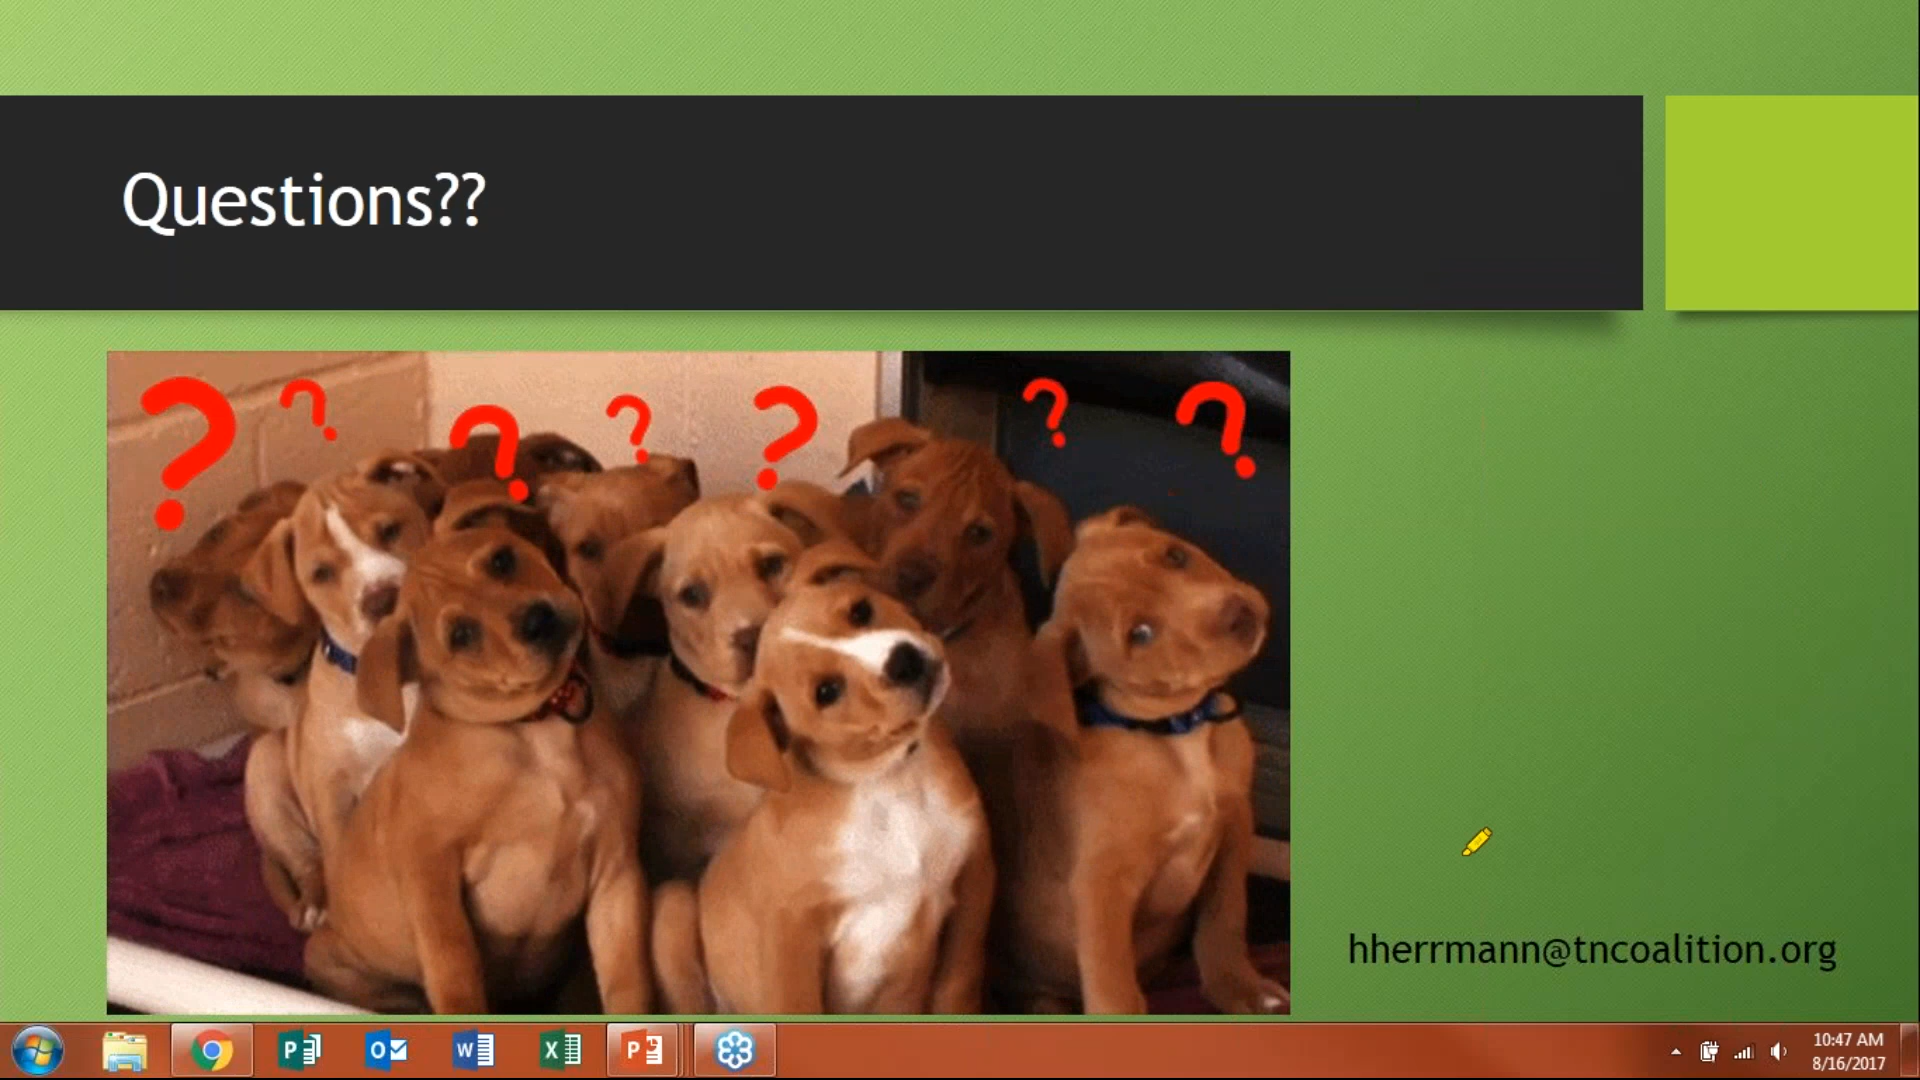 Questions??
? ? ? ? ? ? ?
hherrmann@tncoalition.org
10:47 AM
8/16/2017